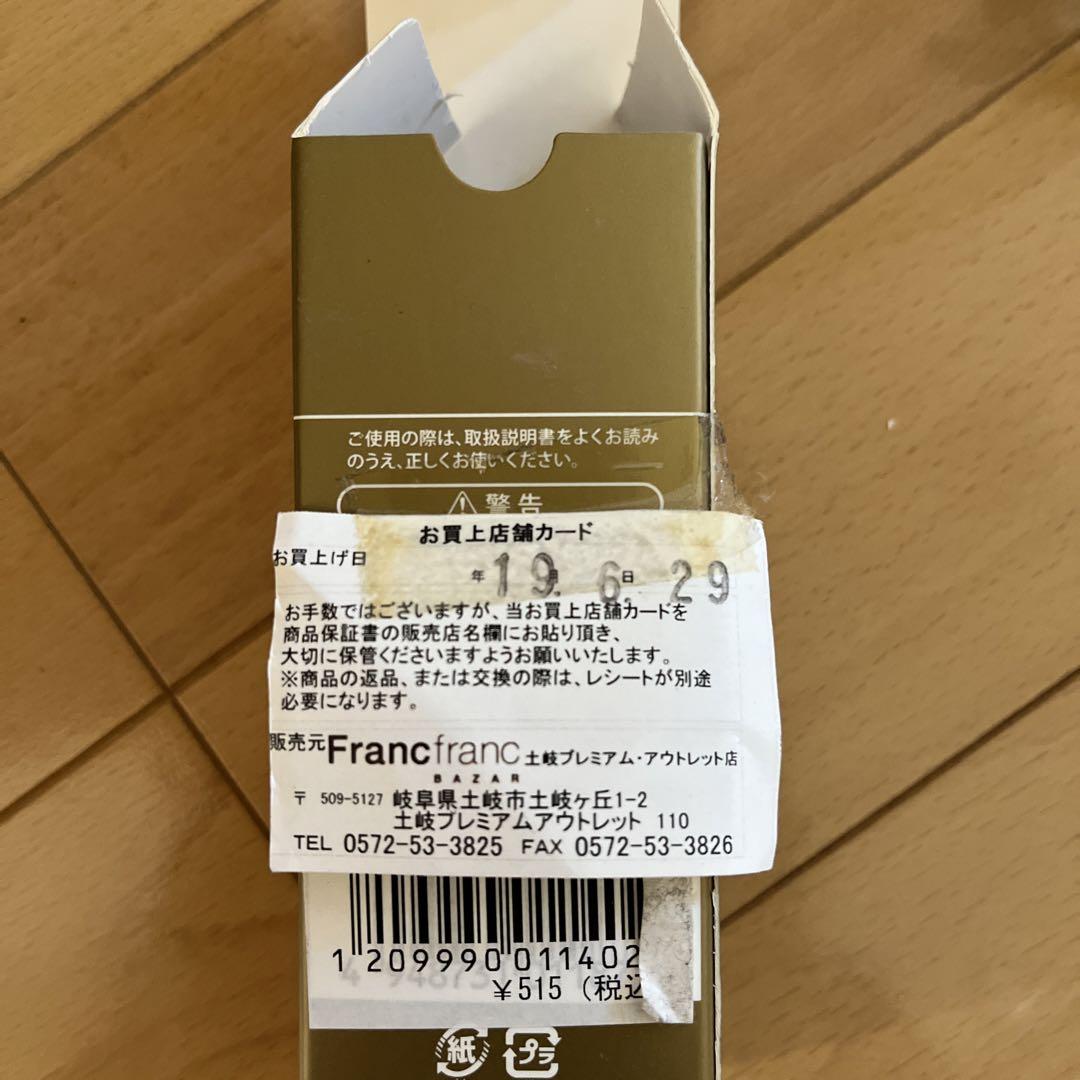 ご使用の際は、取扱説明書をよくお読み
のうえ、正しくお使いください。
警告
お買上店舗カード
お買上げ日 年 19 月 6 日 29
お手数ではございますが、当お買上店舗カードを
商品保証書の販売店名欄にお貼り頂き、
大切に保管くださいますようお願いいたします。
※商品の返品、または交換の際は、レシートが別途
必要になります。
販売元 Francfranc 土岐プレミアム・アウトレット店
BAZAR
〒 509-5127 岐阜県土岐市土岐ヶ丘1-2
土岐プレミアムアウトレット 110
TEL 0572-53-3825 FAX 0572-53-3826
1 209990 011402
¥515 (税込
紙 プラ